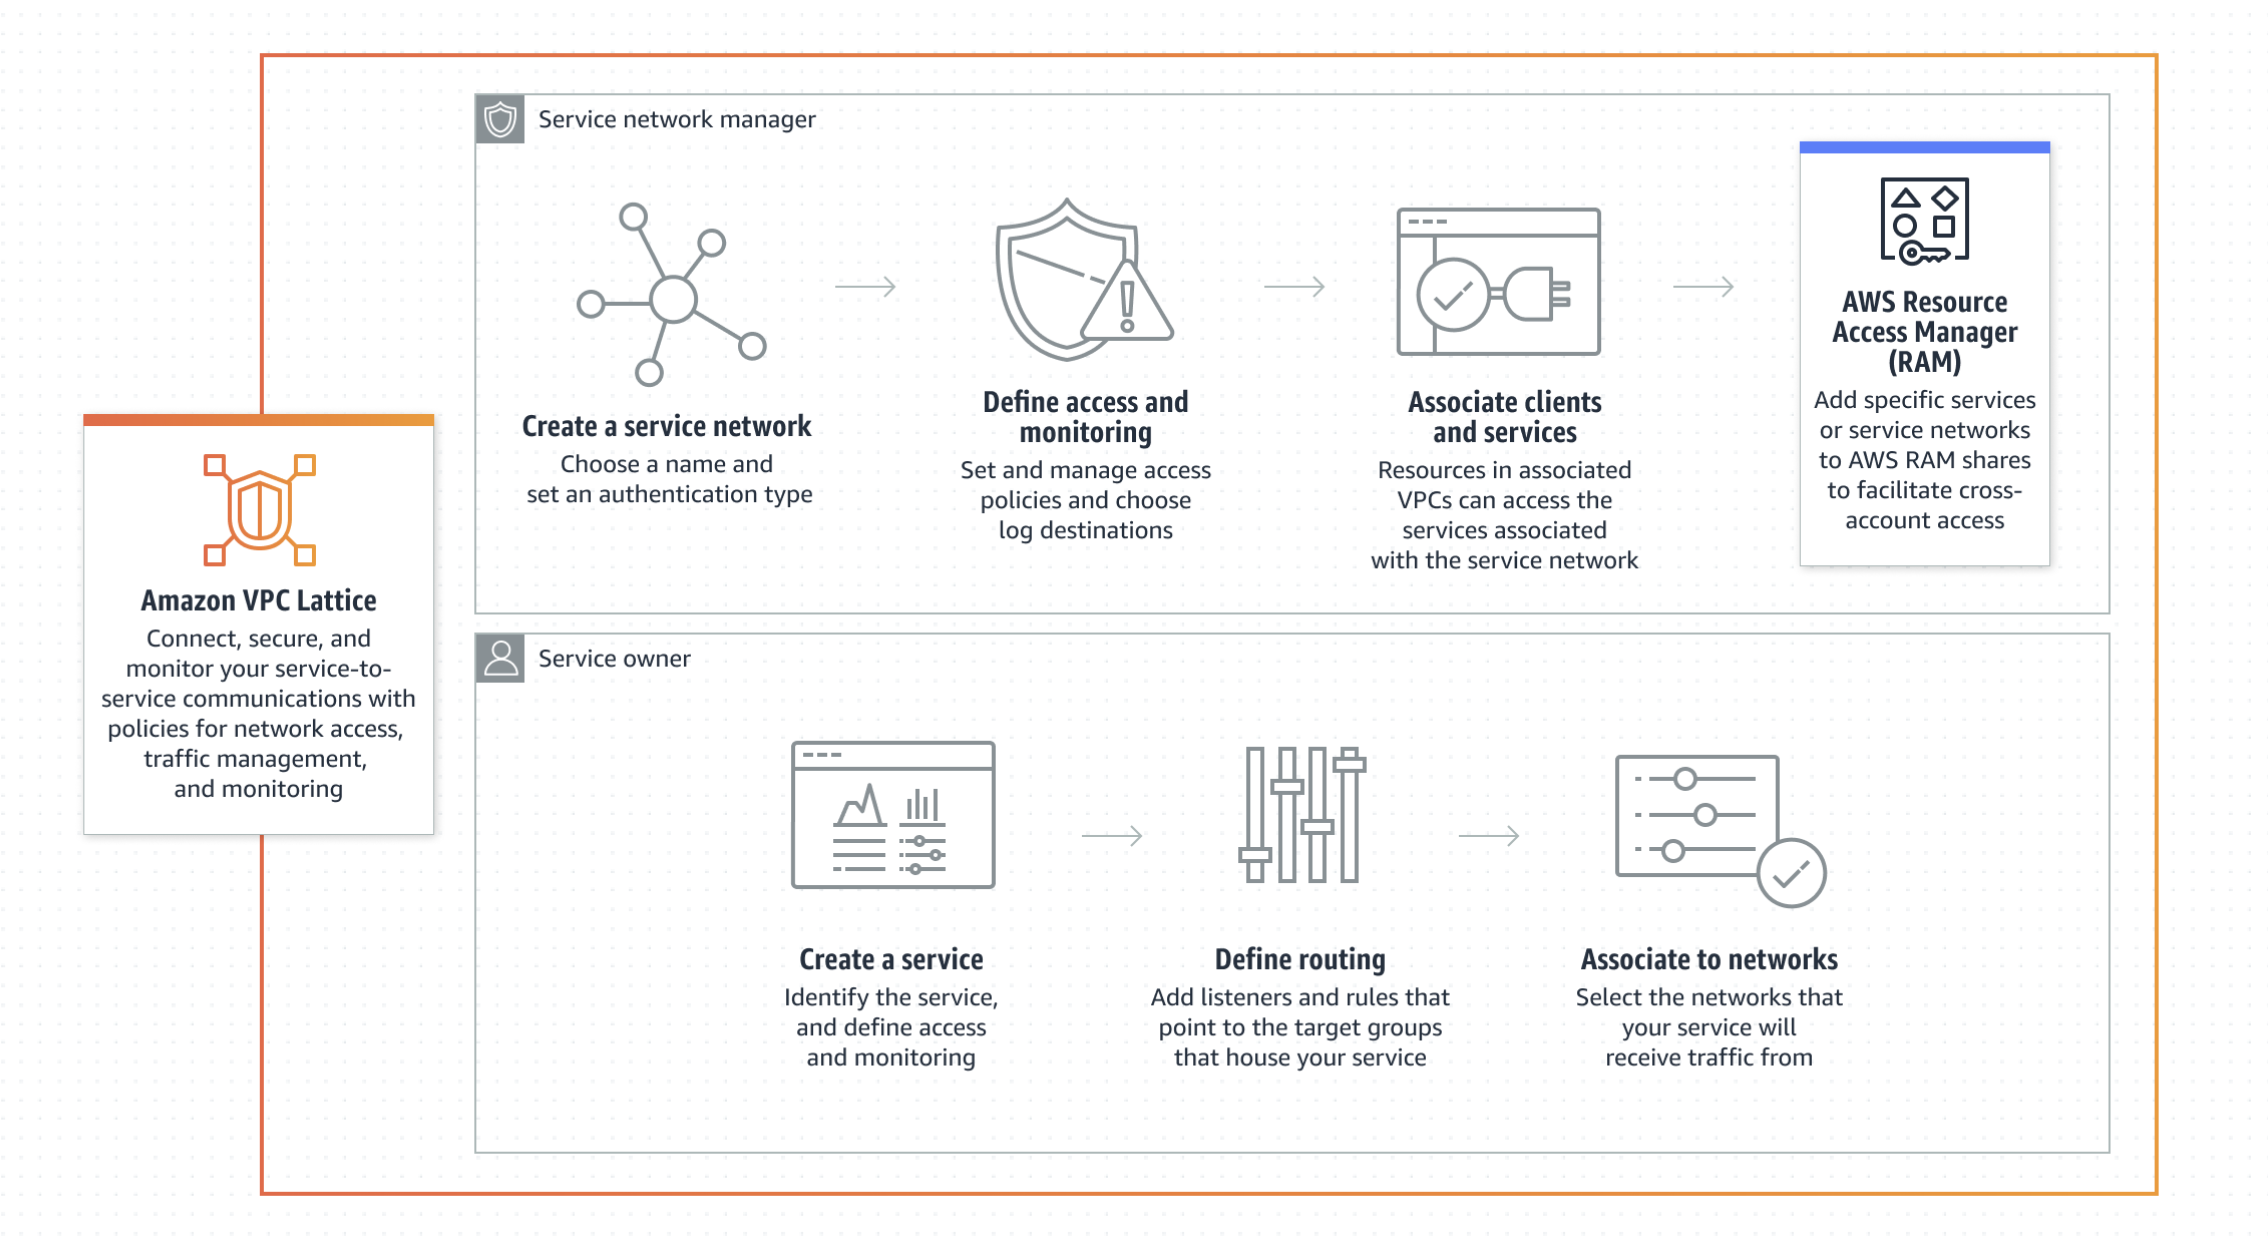 Service network manager
Create a service network
Choose a name and
set an authentication type
Define access and
monitoring
Set and manage access
policies and choose
log destinations
Associate clients
and services
Resources in associated
VPCs can access the
services associated
with the service network
AWS Resource
Access Manager
(RAM)
Add specific services
or service networks
to AWS RAM shares
to facilitate cross-
account access
Amazon VPC Lattice
Connect, secure, and
monitor your service-to-
service communications with
policies for network access,
traffic management,
and monitoring
Service owner
Create a service
Identify the service,
and define access
and monitoring
Define routing
Add listeners and rules that
point to the target groups
that house your service
Associate to networks
Select the networks that
your service will
receive traffic from